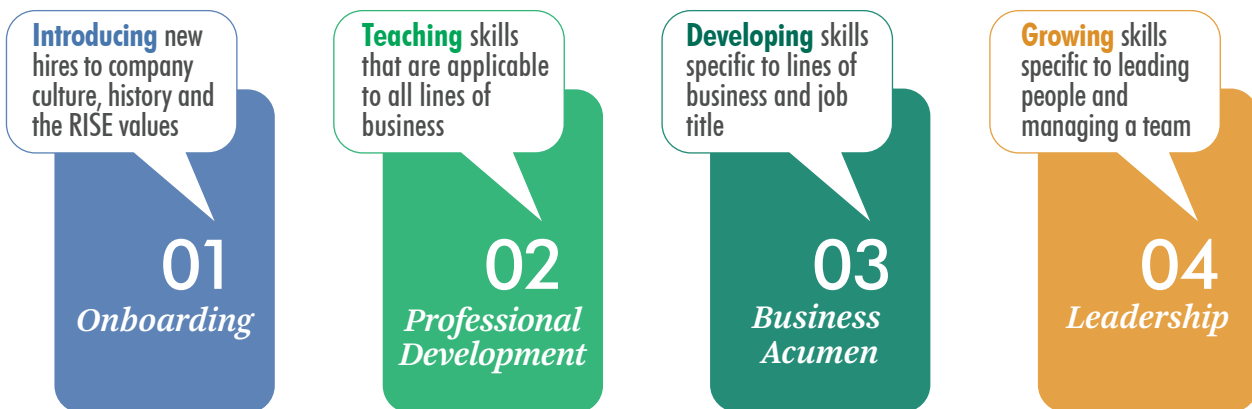 Introducing new
hires to company
culture, history and
the RISE values
01
Onboarding
Teaching skills
that are applicable
to all lines of
business
02
Professional
Development
Developing skills
specific to lines of
business and job
title
03
Business
Acumen
Growing skills
specific to leading
people and
managing a team
04
Leadership